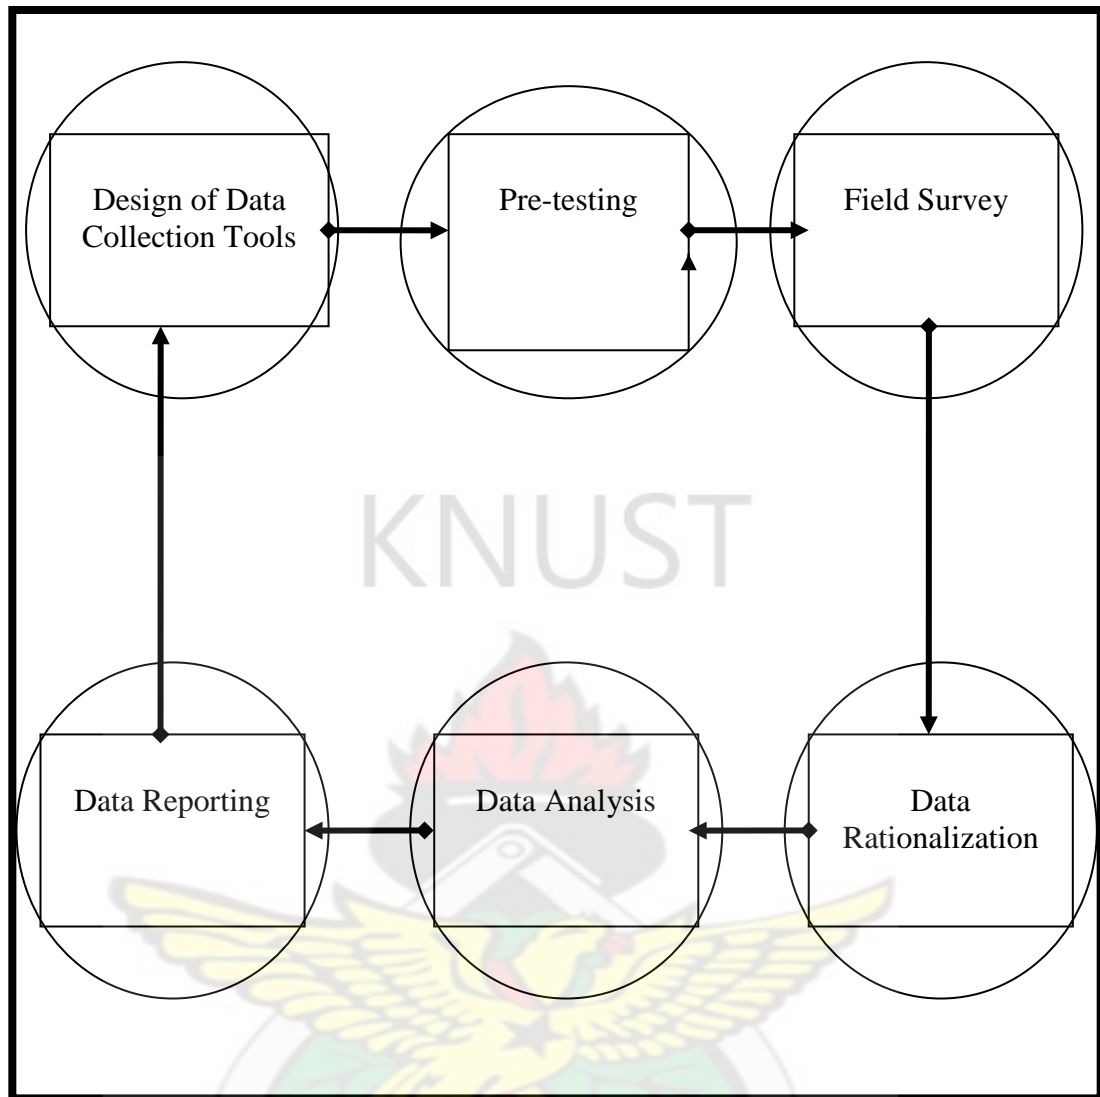 Design of Data
Collection Tools
Pre-testing
Field Survey
KNUST
Data Reporting
Data Analysis
Data
Rationalization